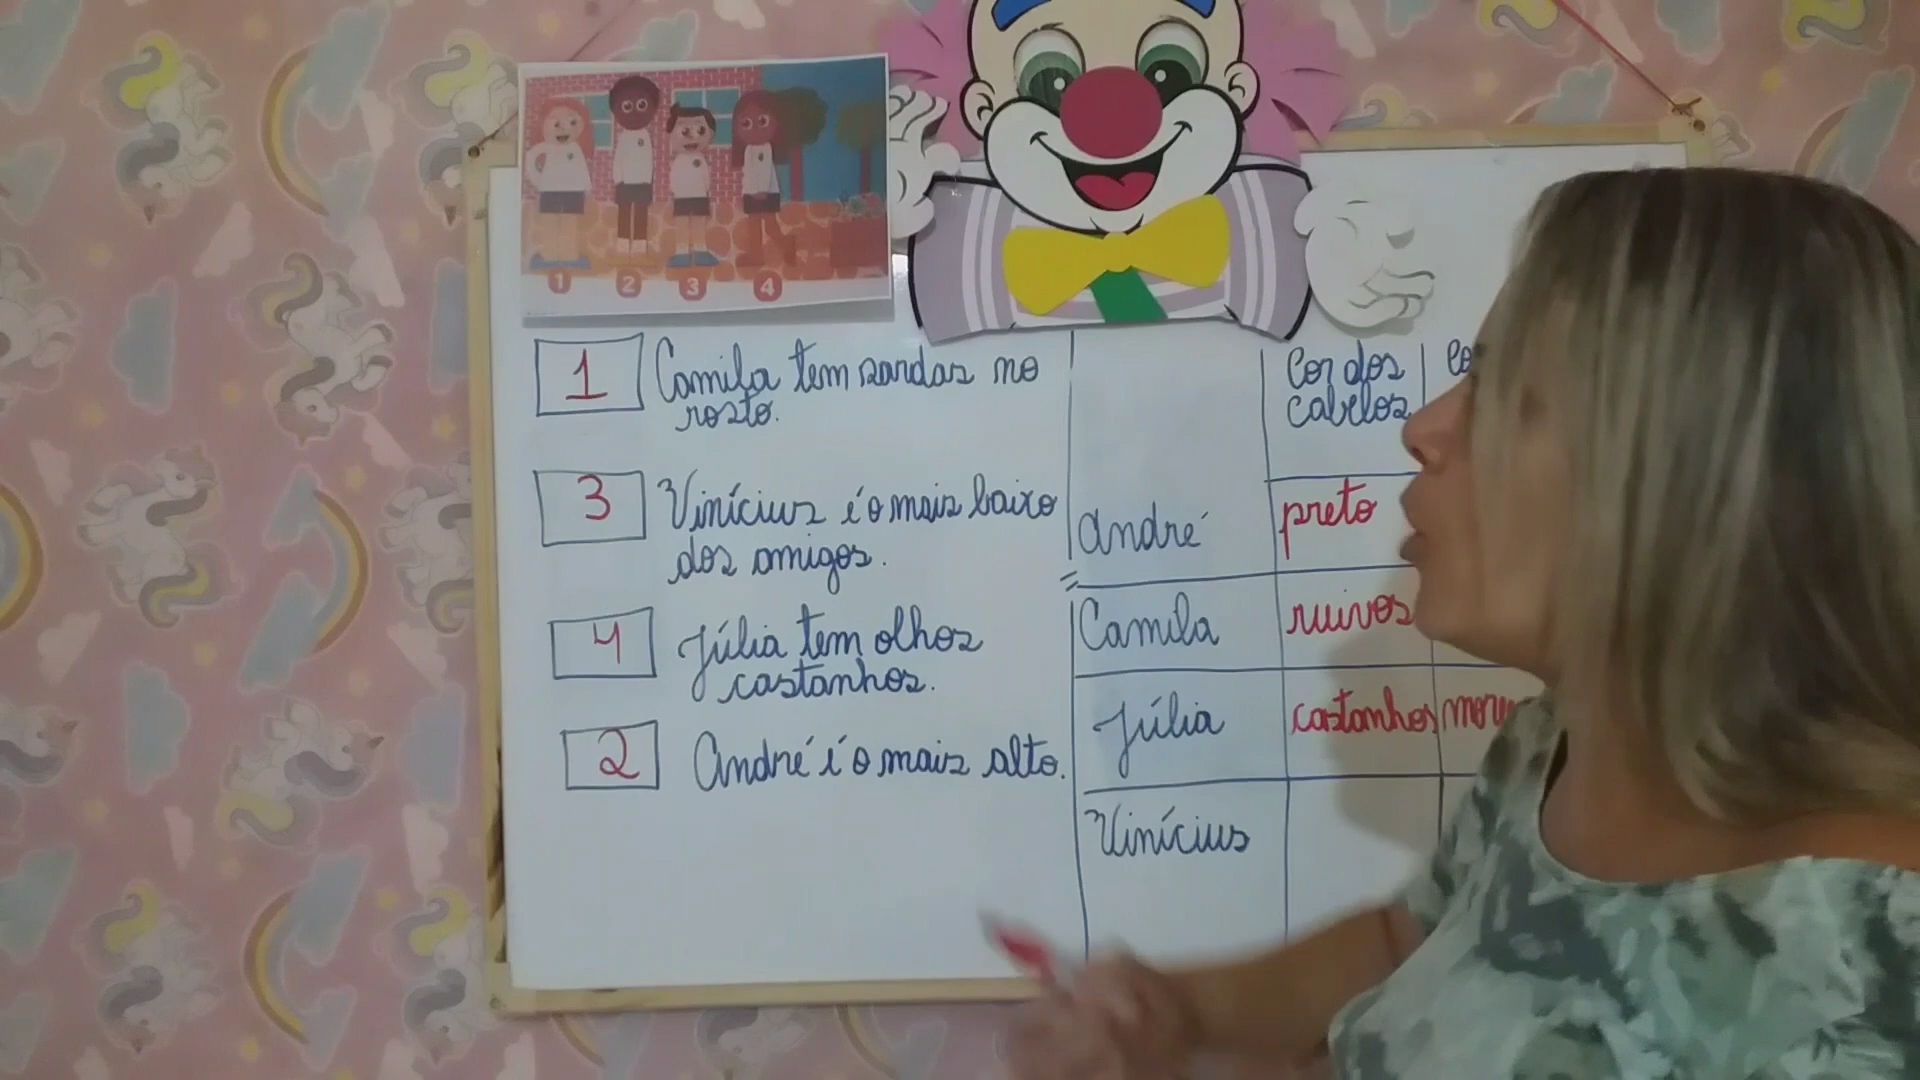 1 2 3 4
1 Camila tem sardas no
rosto.
3 Vinícius é o mais baixo
dos amigos.
4 Júlia tem olhos
castanhos.
2 André é o mais alto.
Cor dos
cabelos
André preto
Camila ruivos
Júlia castanhos
Vinícius